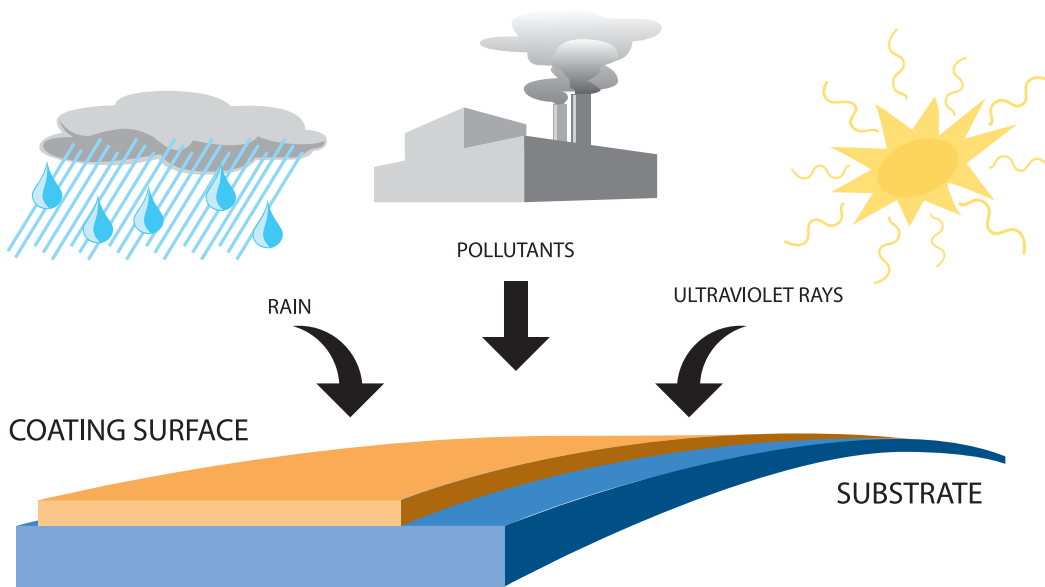 POLLUTANTS
RAIN
ULTRAVIOLET RAYS
COATING SURFACE
SUBSTRATE